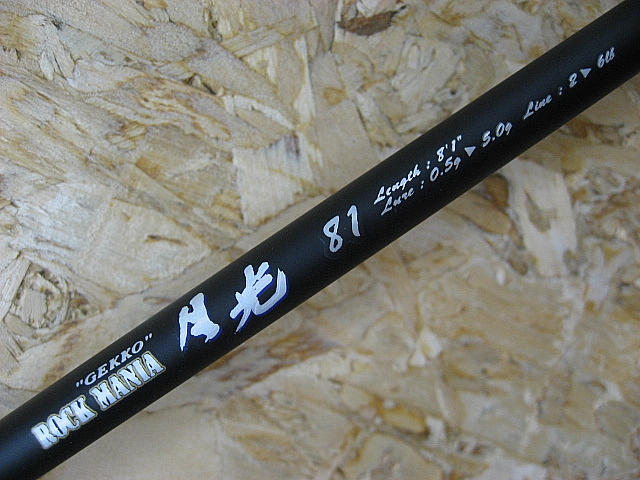 "GEKKO"
ROCK MANIA
月光
81
Length : 8'1"
Lure : 0.5g ▶ 5.0g
Line : 2 ▶ 6lb